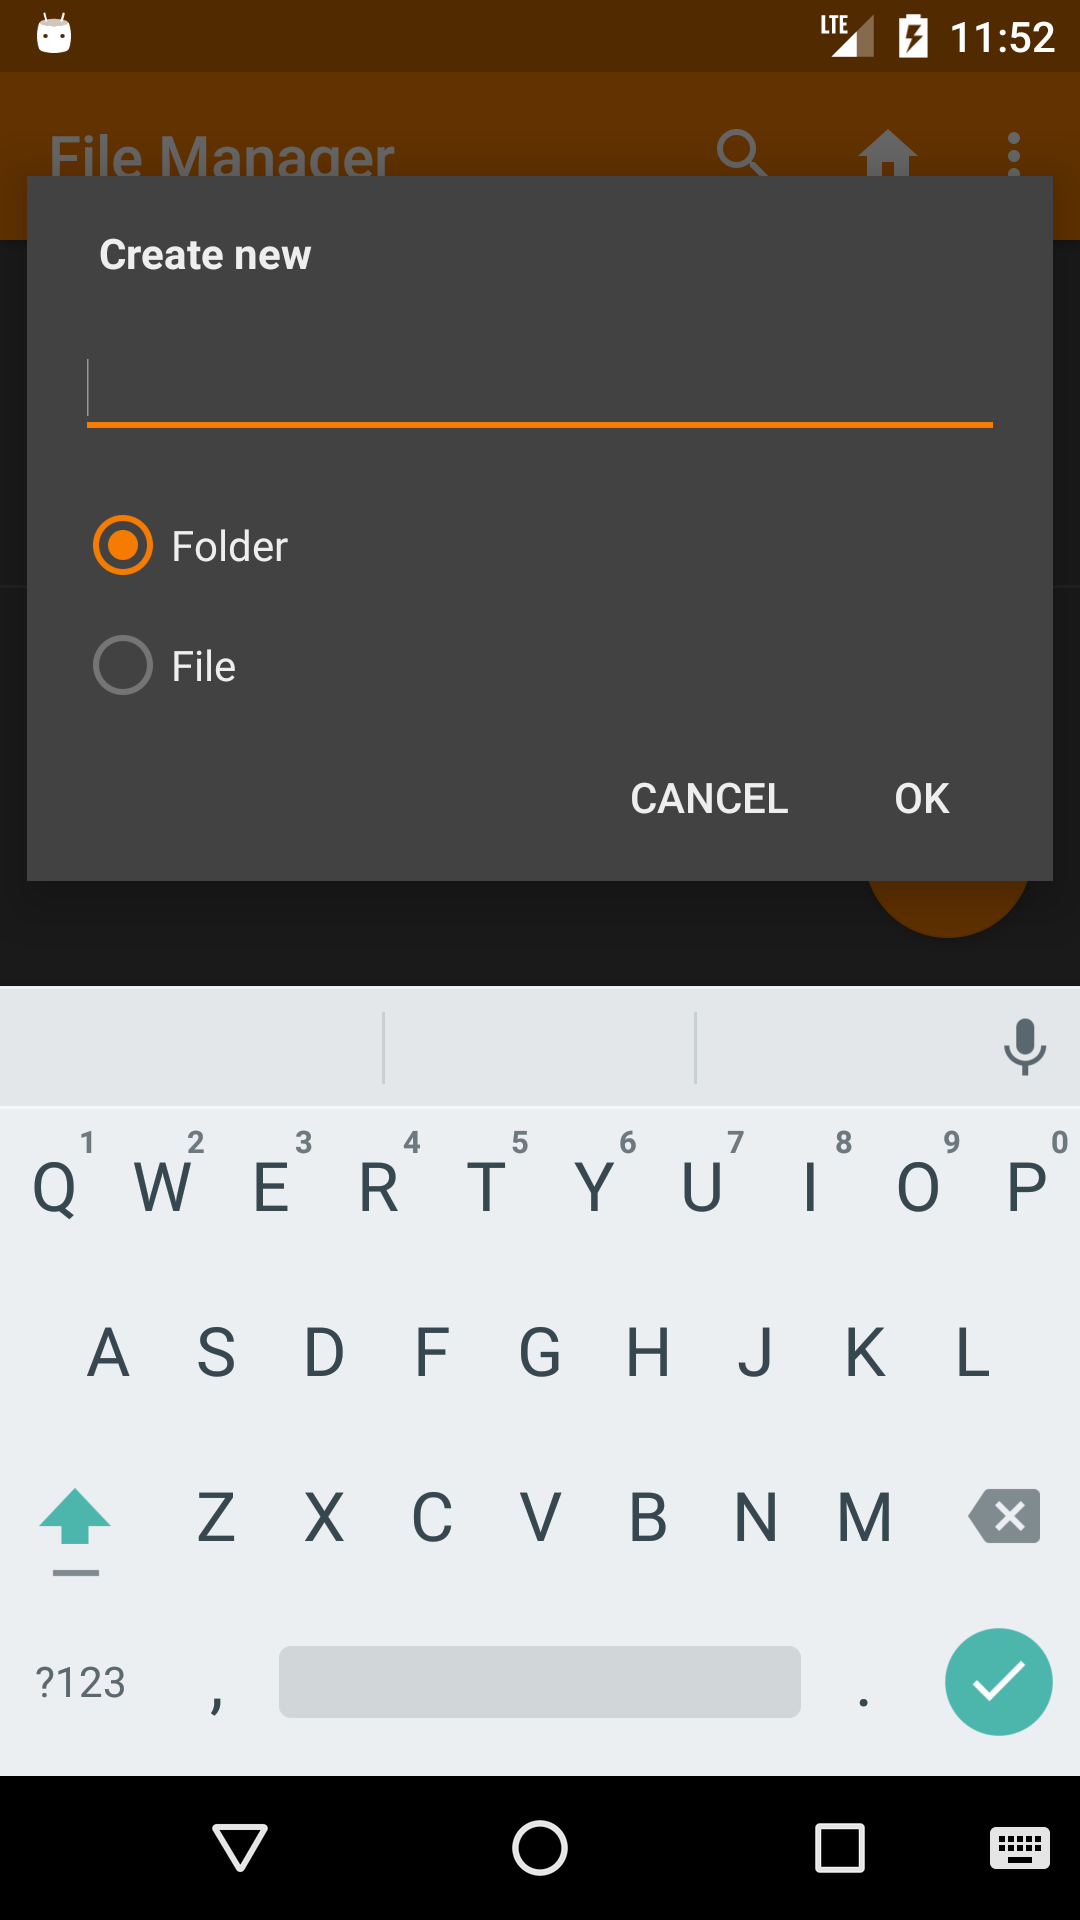 LTE 11:52
File Manager
Create new
Folder
File
CANCEL OK
1 2 3 4 5 6 7 8 9 0
Q W E R T Y U I O P
A S D F G H J K L
Z X C V B N M
?123 , .